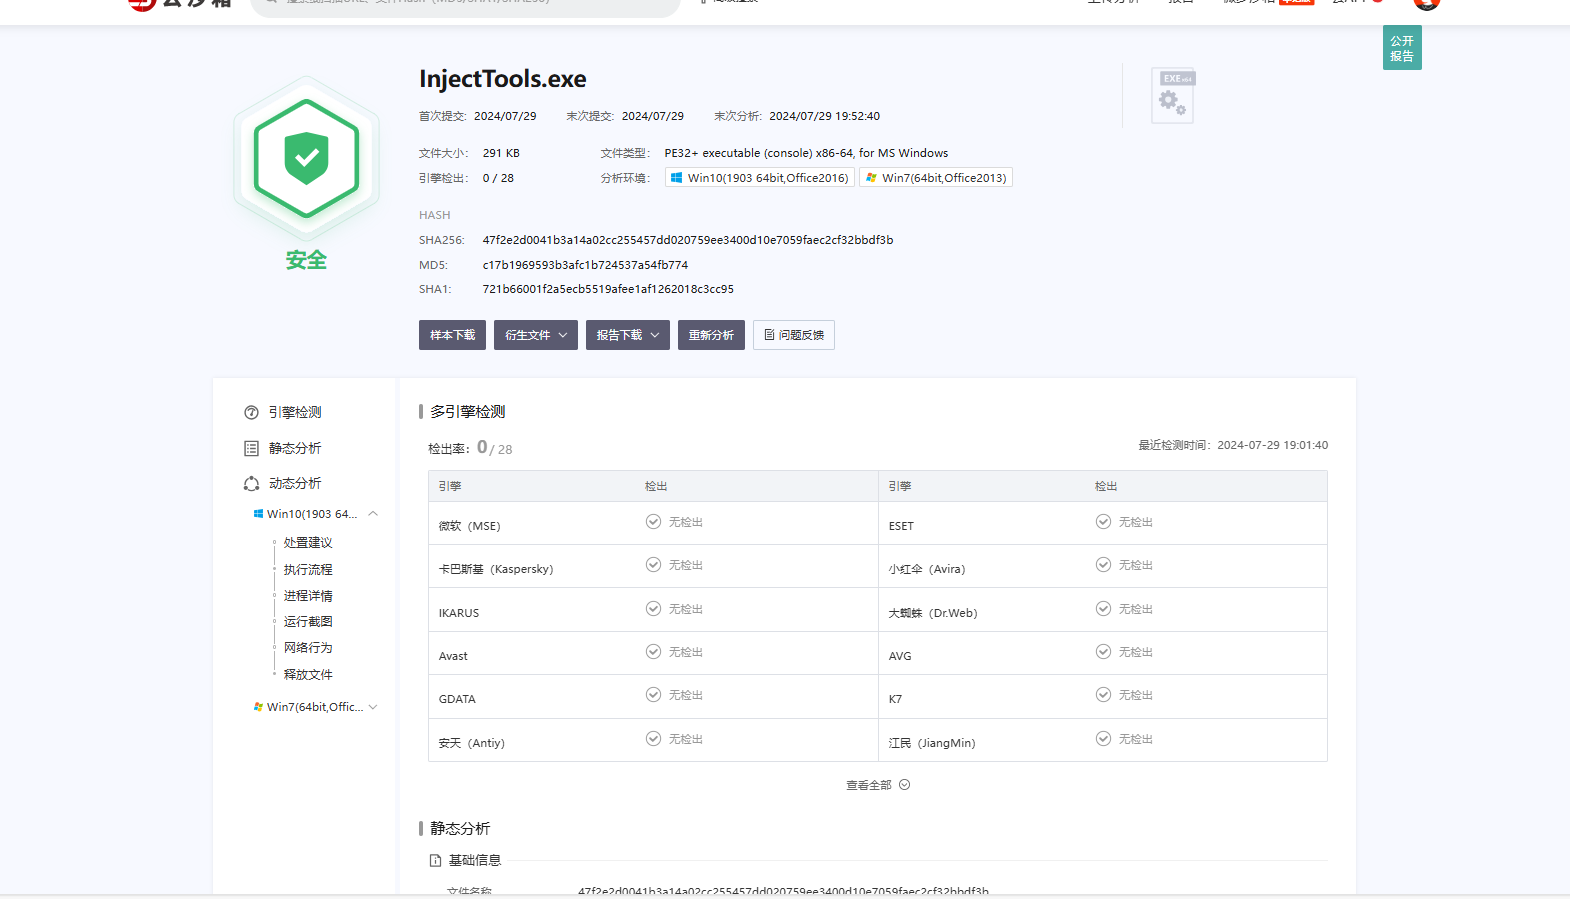 公开
报告
InjectTools.exe
EXE x64
首次提交: 2024/07/29 末次提交: 2024/07/29 末次分析: 2024/07/29 19:52:40
文件大小: 291 KB 文件类型: PE32+ executable (console) x86-64, for MS Windows
引擎检出: 0 / 28 分析环境: Win10(1903 64bit,Office2016) Win7(64bit,Office2013)
安全
HASH
SHA256: 47f2e2d0041b3a14a02cc255457dd020759ee3400d10e7059faec2cf32bbdf3b
MD5: c17b1969593b3afc1b724537a54fb774
SHA1: 721b66001f2a5ecb5519afee1af1262018c3cc95
样本下载 衍生文件 报告下载 重新分析 问题反馈
引擎检测
静态分析
动态分析
Win10(1903 64...
处置建议
执行流程
进程详情
运行截图
网络行为
释放文件
Win7(64bit,Offic...
多引擎检测
检出率: 0 / 28 最近检测时间: 2024-07-29 19:01:40
引擎 检出 引擎 检出
微软（MSE） 无检出 ESET 无检出
卡巴斯基（Kaspersky） 无检出 小红伞（Avira） 无检出
IKARUS 无检出 大蜘蛛（Dr.Web） 无检出
Avast 无检出 AVG 无检出
GDATA 无检出 K7 无检出
安天（Antiy） 无检出 江民（JiangMin） 无检出
查看全部
静态分析
基础信息
文件名称 47f2e2d0041b3a14a02cc255457dd020759ee3400d10e7059faec2cf32bbdf3b